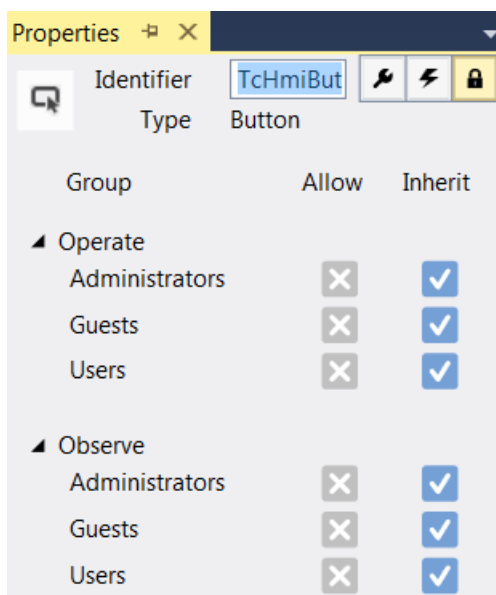 Properties
Identifier TcHmiBut
Type Button
Group Allow Inherit
Operate
Administrators
Guests
Users
Observe
Administrators
Guests
Users